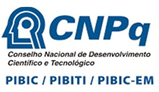 CNPq
Conselho Nacional de Desenvolvimento
Científico e Tecnológico
PIBIC / PIBITI / PIBIC-EM